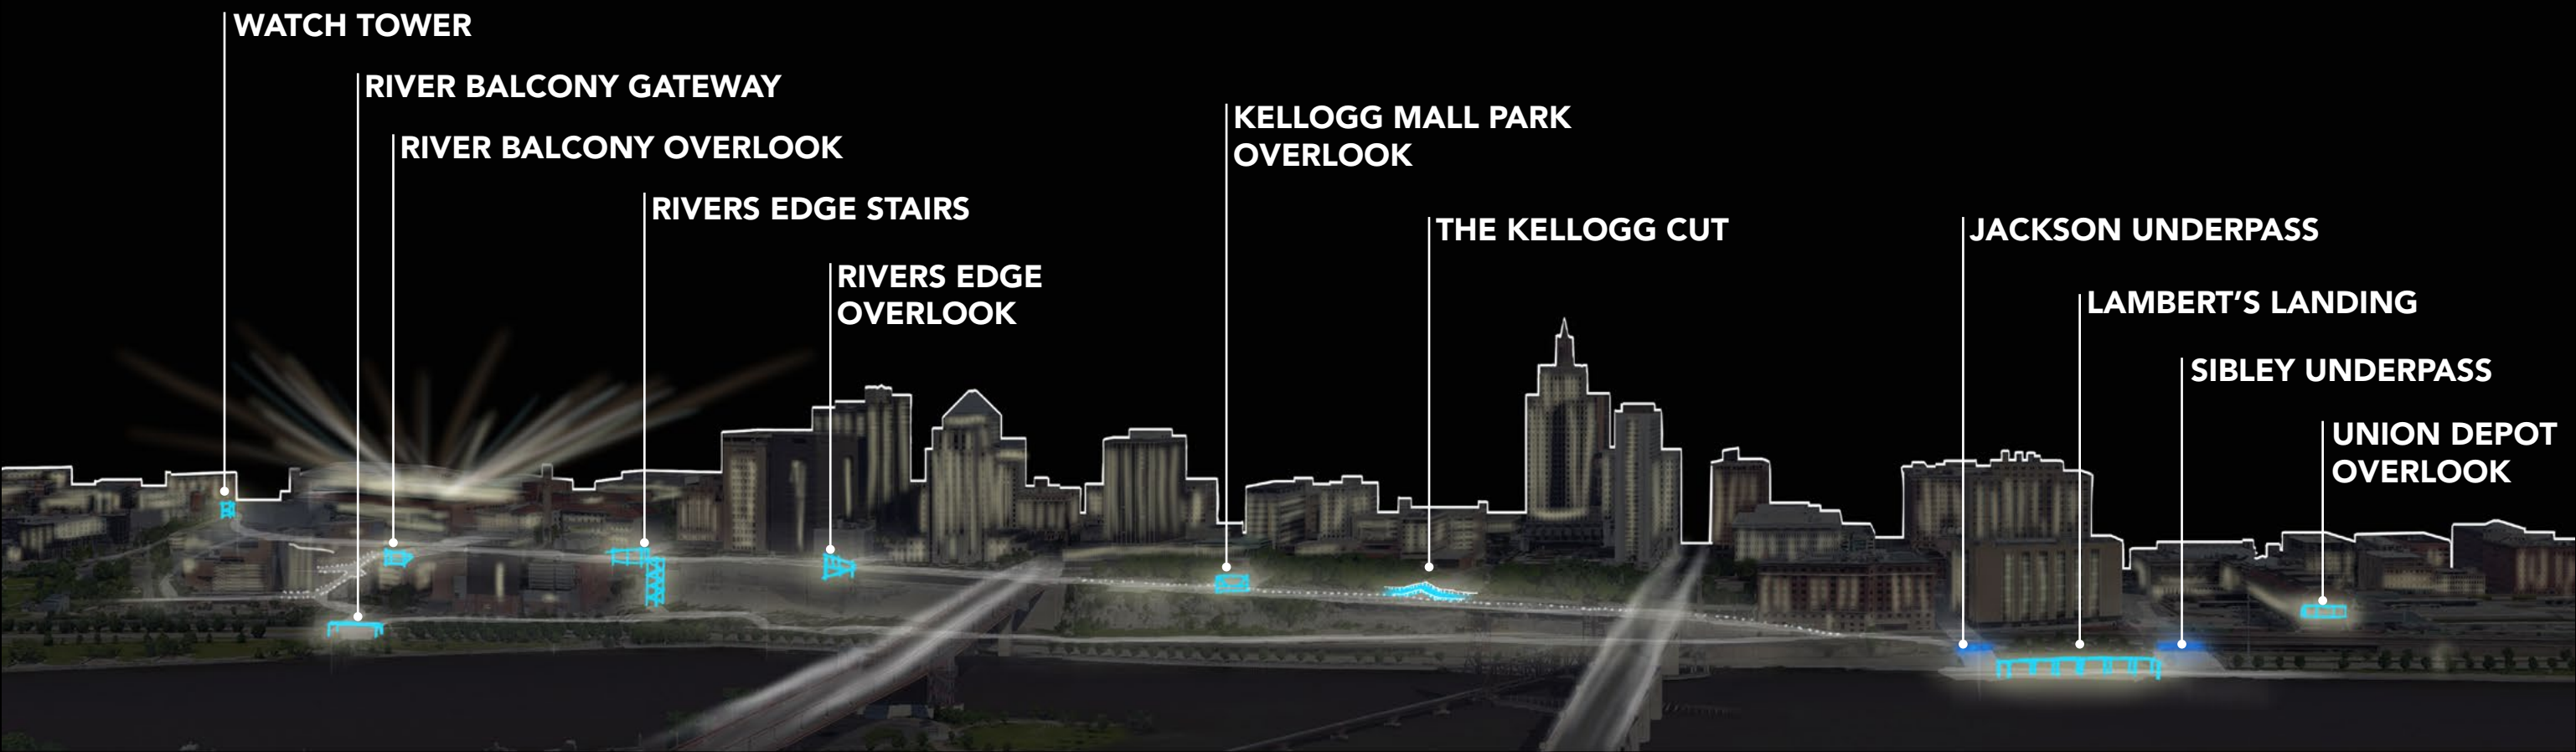 WATCH TOWER
RIVER BALCONY GATEWAY
RIVER BALCONY OVERLOOK
RIVERS EDGE STAIRS
RIVERS EDGE
OVERLOOK
KELLOGG MALL PARK
OVERLOOK
THE KELLOGG CUT
JACKSON UNDERPASS
LAMBERT’S LANDING
SIBLEY UNDERPASS
UNION DEPOT
OVERLOOK